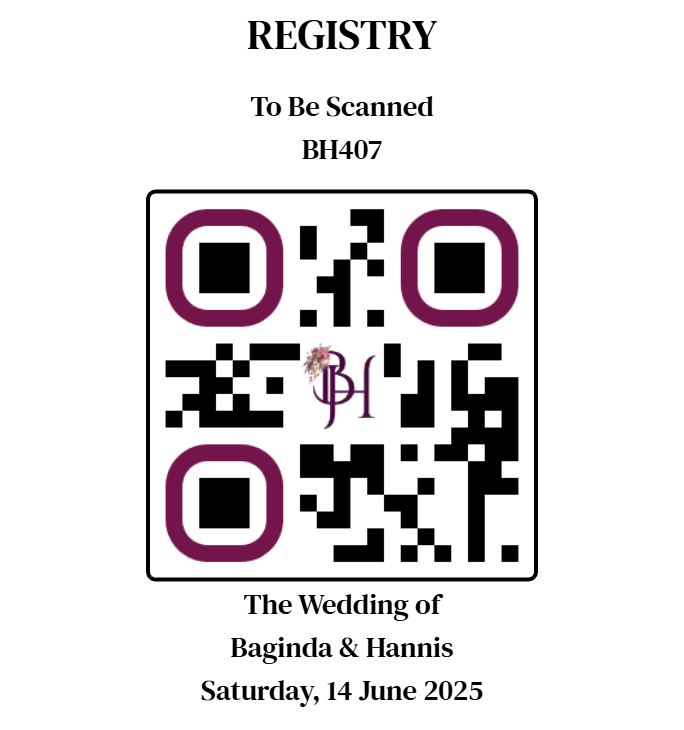 REGISTRY
To Be Scanned
BH407
BH
The Wedding of
Baginda & Hannis
Saturday, 14 June 2025